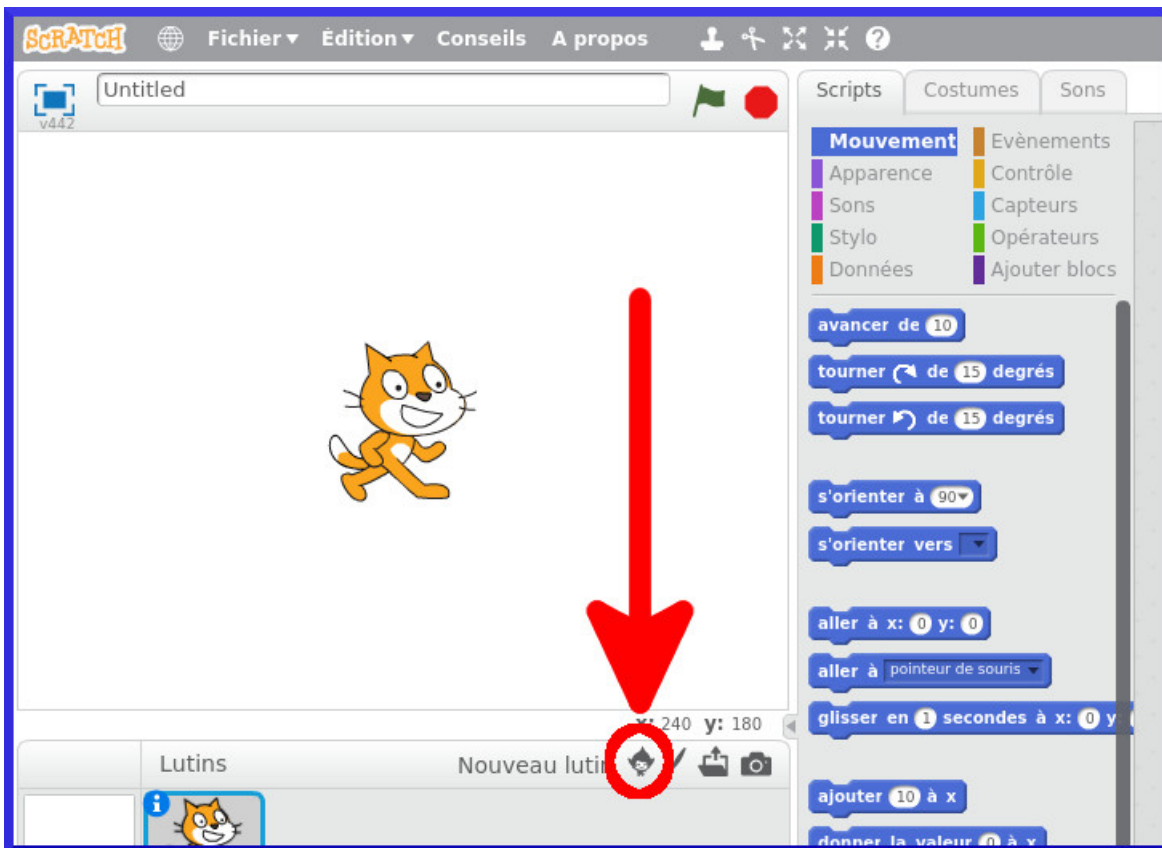 SCRATCH Fichier Édition Conseils A propos
Untitled
v442
Scripts Costumes Sons
Mouvement Evènements
Apparence Contrôle
Sons Capteurs
Stylo Opérateurs
Données Ajouter blocs
avancer de 10
tourner de 15 degrés
tourner de 15 degrés
s'orienter à 90
s'orienter vers
aller à x: 0 y: 0
aller à pointeur de souris
glisser en 1 secondes à x: 0 y
ajouter 10 à x
donner la valeur 0 à x
x: 240 y: 180
Lutins Nouveau lutin